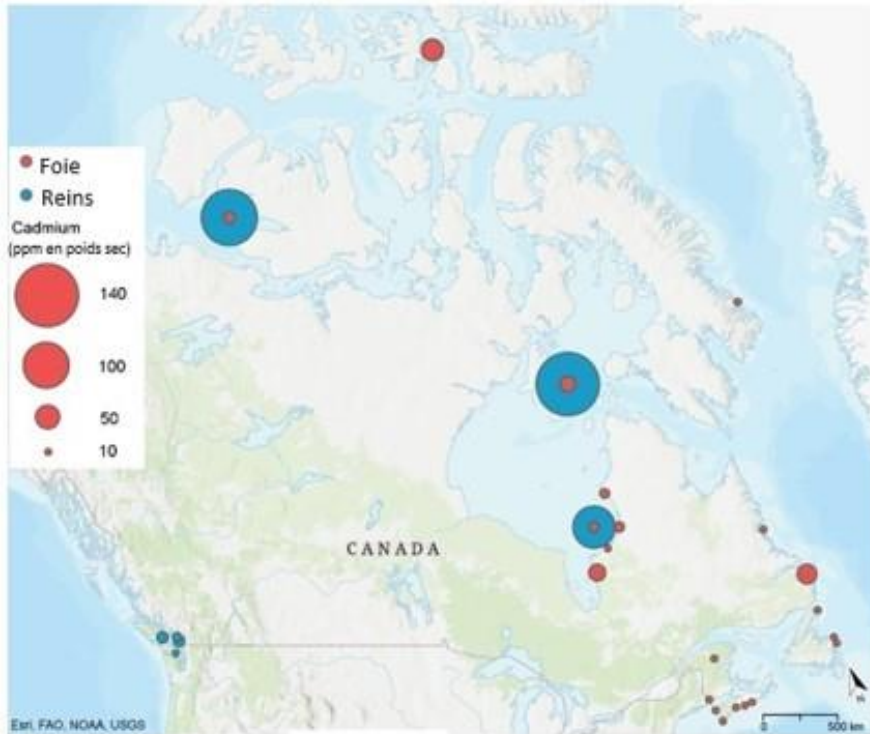 Foie
Reins
Cadmium
(ppm en poids sec)
140
100
50
10
CANADA
Esri, FAO, NOAA, USGS
N
0 500 km